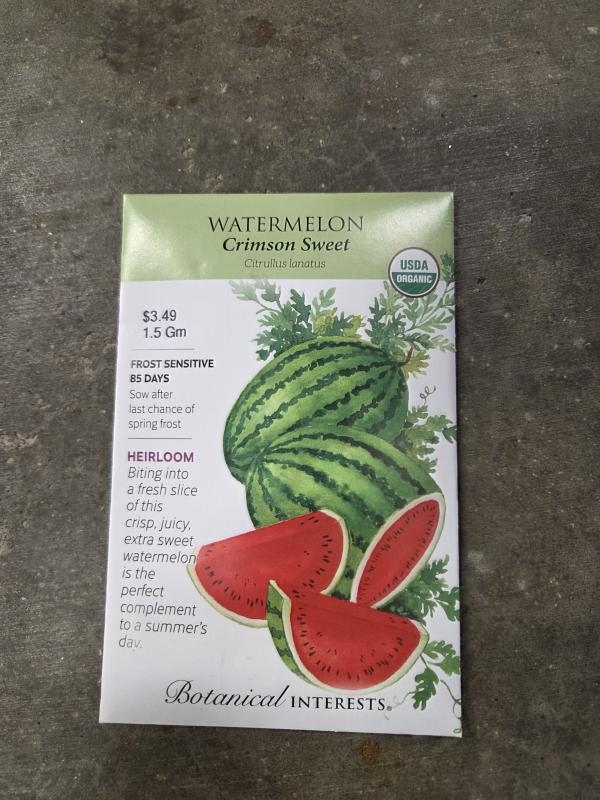 WATERMELON
Crimson Sweet
Citrullus lanatus
USDA
ORGANIC
$3.49
1.5 Gm
FROST SENSITIVE
85 DAYS
Sow after
last chance of
spring frost
HEIRLOOM
Biting into
a fresh slice
of this
crisp, juicy,
extra sweet
watermelon
is the
perfect
complement
to a summer's
day.
Botanical INTERESTS®